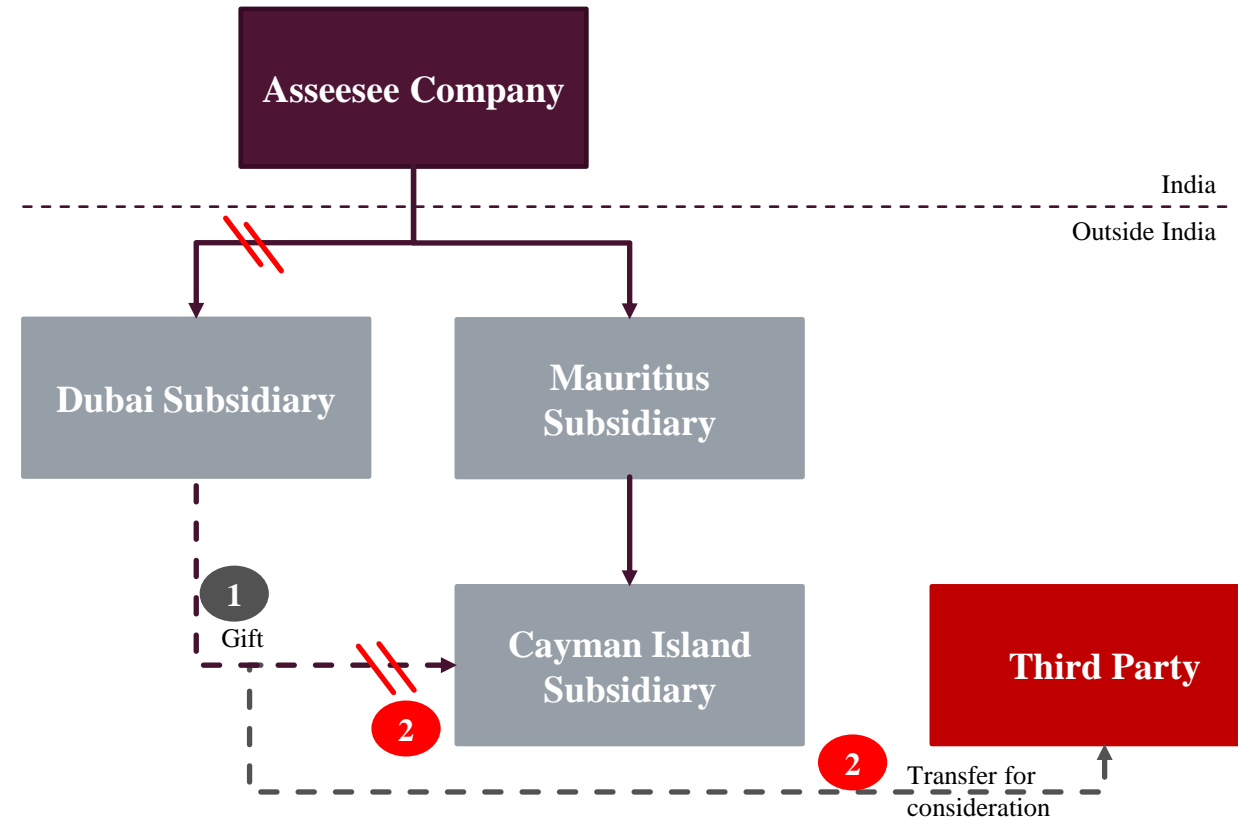 Asseesee Company
India
Outside India
Dubai Subsidiary
Mauritius
Subsidiary
1
Gift
2
Cayman Island
Subsidiary
Third Party
2
Transfer for
consideration